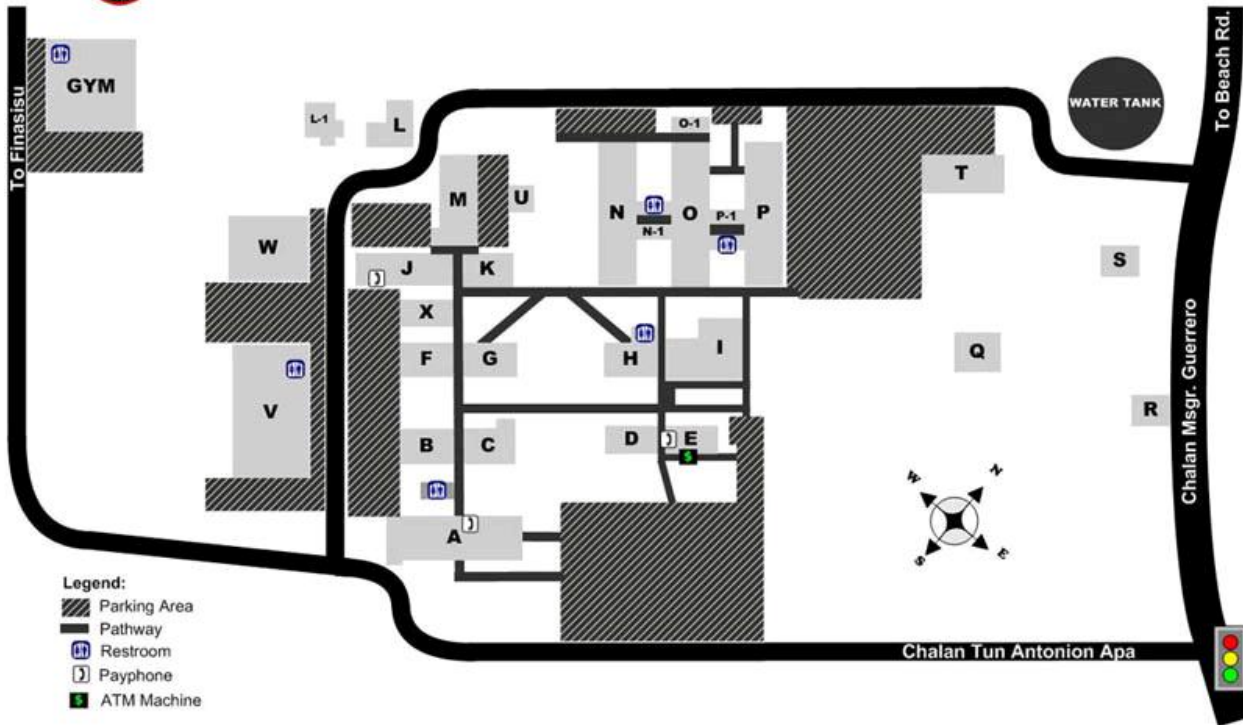 To Finasisu
GYM
L-1
L
O-1
WATER TANK
To Beach Rd.
M
U
N
N-1
O
P-1
P
T
W
J
K
S
X
F
G
H
I
Q
V
B
C
D
E
$
R
A
Chalan Msgr. Guerrero
W
N
S
E
Legend:
Parking Area
Pathway
Restroom
Payphone
$
ATM Machine
Chalan Tun Antonion Apa